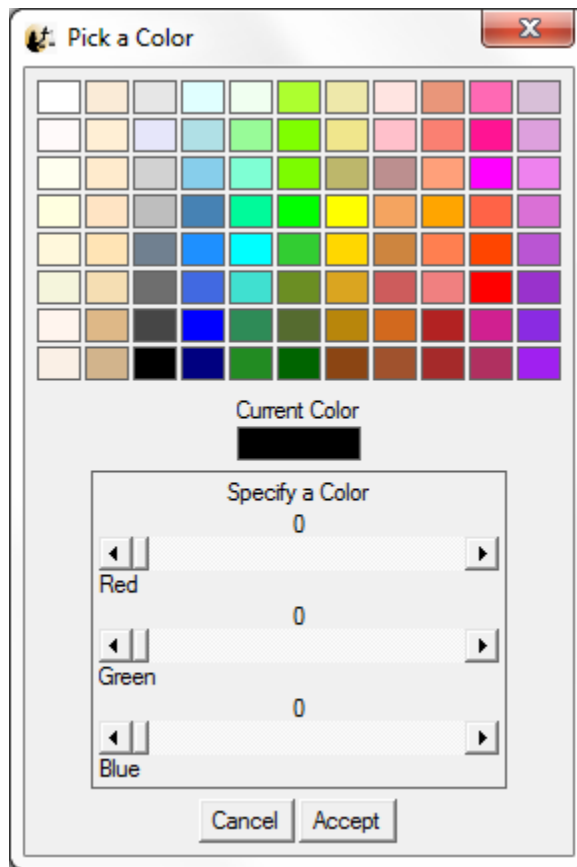 Pick a Color
Current Color
Specify a Color
0
Red
0
Green
0
Blue
Cancel Accept